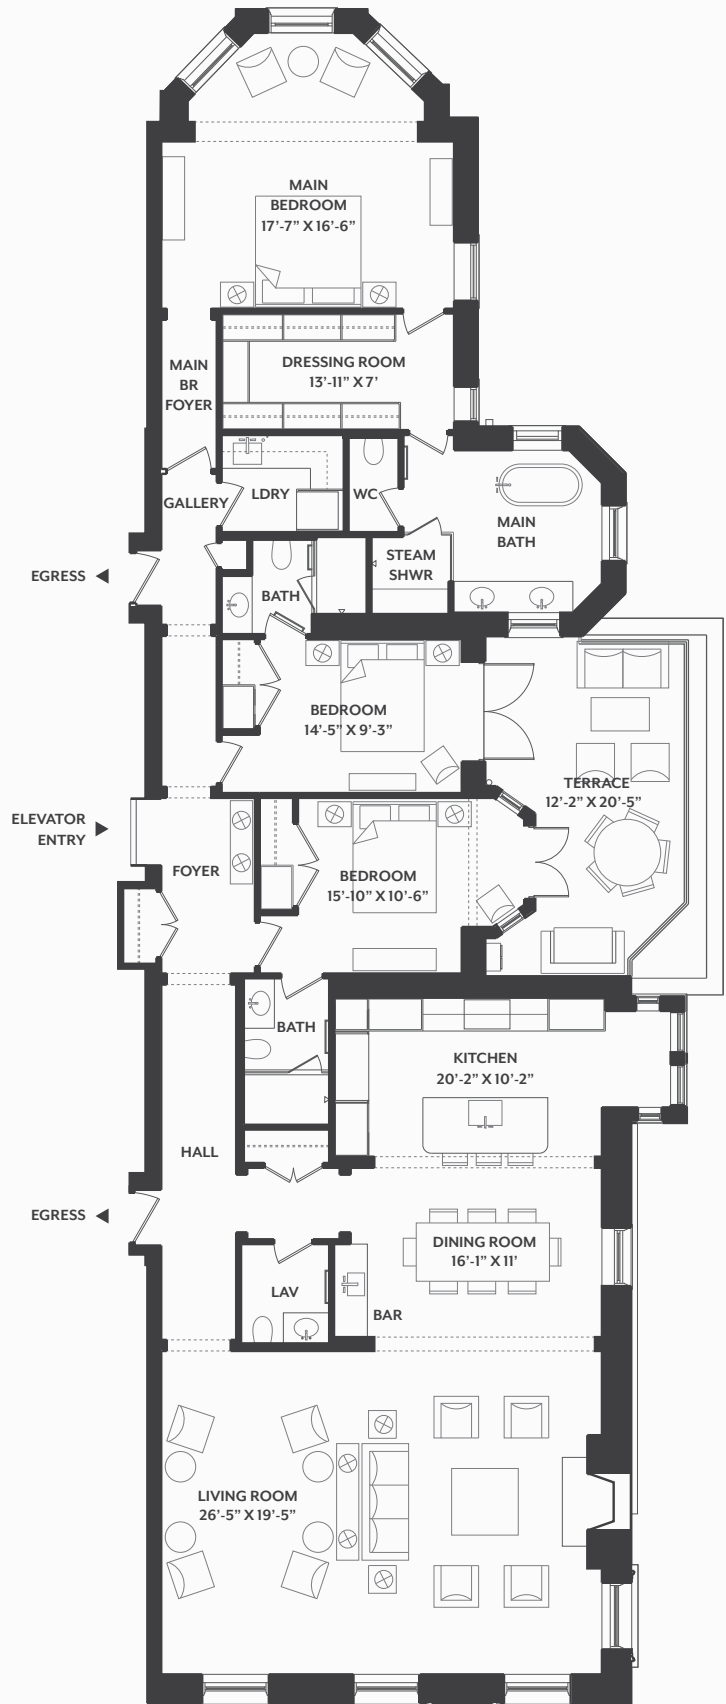 MAIN
BEDROOM
17’-7” X 16’-6”
MAIN
BR
FOYER
DRESSING ROOM
13’-11” X 7’
GALLERY
LDRY
WC
MAIN
BATH
STEAM
SHWR
EGRESS
BATH
BEDROOM
14’-5” X 9’-3”
TERRACE
12’-2” X 20’-5”
ELEVATOR
ENTRY
FOYER
BEDROOM
15’-10” X 10’-6”
BATH
KITCHEN
20’-2” X 10’-2”
HALL
EGRESS
DINING ROOM
16’-1” X 11’
LAV
BAR
LIVING ROOM
26’-5” X 19’-5”